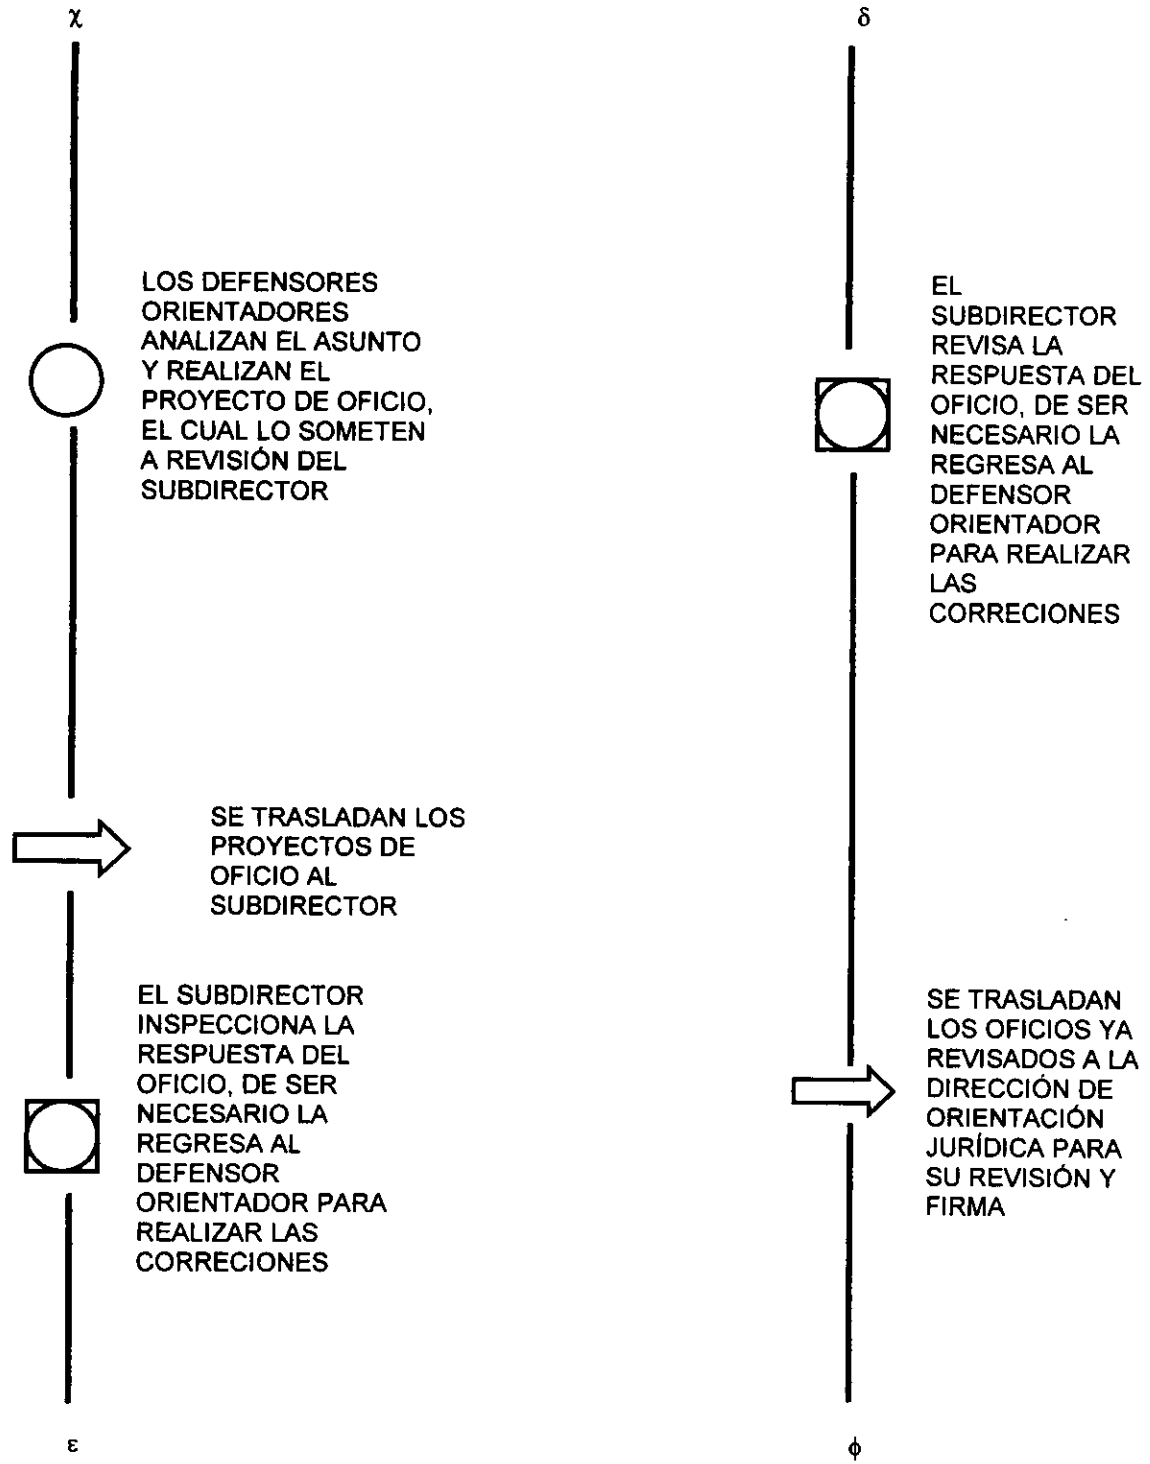 χ
LOS DEFENSORES
ORIENTADORES
ANALIZAN EL ASUNTO
Y REALIZAN EL
PROYECTO DE OFICIO,
EL CUAL LO SOMETEN
A REVISIÓN DEL
SUBDIRECTOR
SE TRASLADAN LOS
PROYECTOS DE
OFICIO AL
SUBDIRECTOR
EL SUBDIRECTOR
INSPECCIONA LA
RESPUESTA DEL
OFICIO, DE SER
NECESARIO LA
REGRESA AL
DEFENSOR
ORIENTADOR PARA
REALIZAR LAS
CORRECIONES
ε
δ
EL
SUBDIRECTOR
REVISA LA
RESPUESTA DEL
OFICIO, DE SER
NECESARIO LA
REGRESA AL
DEFENSOR
ORIENTADOR
PARA REALIZAR
LAS
CORRECIONES
SE TRASLADAN
LOS OFICIOS YA
REVISADOS A LA
DIRECCIÓN DE
ORIENTACIÓN
JURÍDICA PARA
SU REVISIÓN Y
FIRMA
ϕ